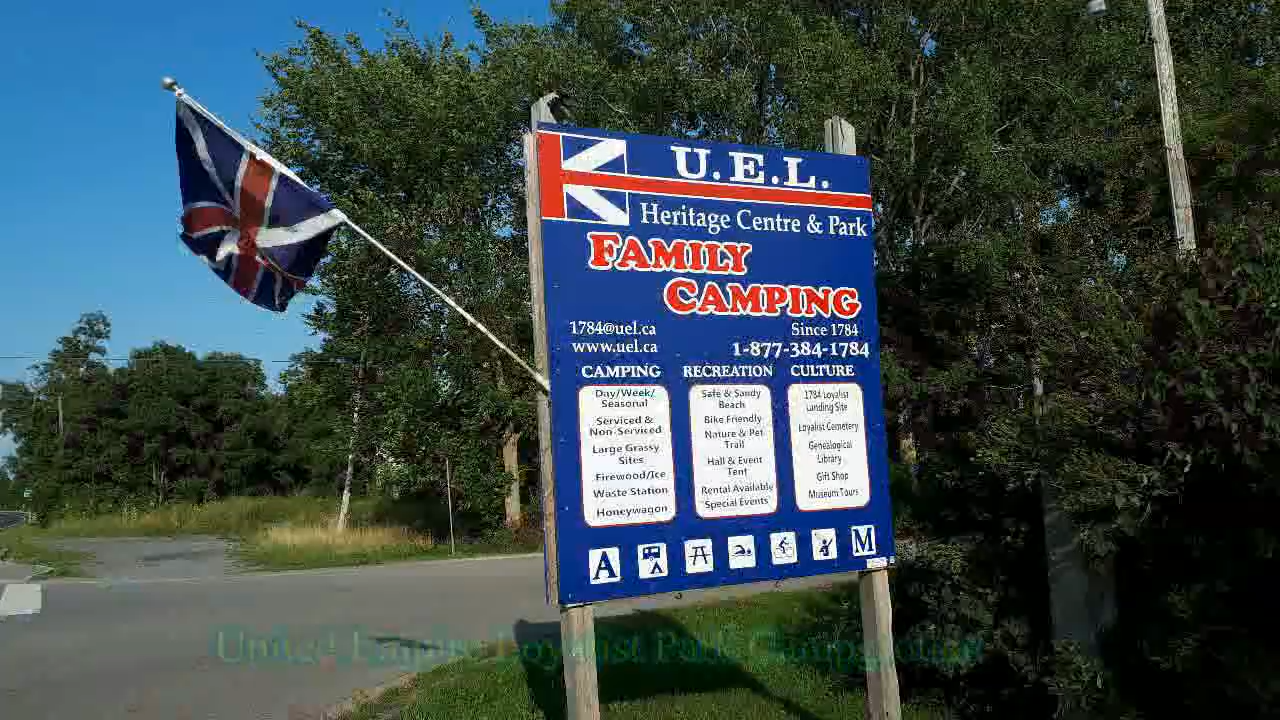 U.E.L.
Heritage Centre & Park
FAMILY
CAMPING
1784@uel.ca
Since 1784
www.uel.ca
1-877-384-1784
CAMPING
Day/Week/
Seasonal
Serviced &
Non-Serviced
Large Grassy
Sites
Firewood/Ice
Waste Station
Honeywagon
RECREATION
Safe & Sandy
Beach
Bike Friendly
Nature & Pet
Trail
Hall & Event
Tent
Rental Available
Special Events
CULTURE
1784 Loyalist
Landing Site
Loyalist Cemetery
Genealogical
Library
Gift Shop
Museum Tours
A
M
United Empire Loyalist Park Campground